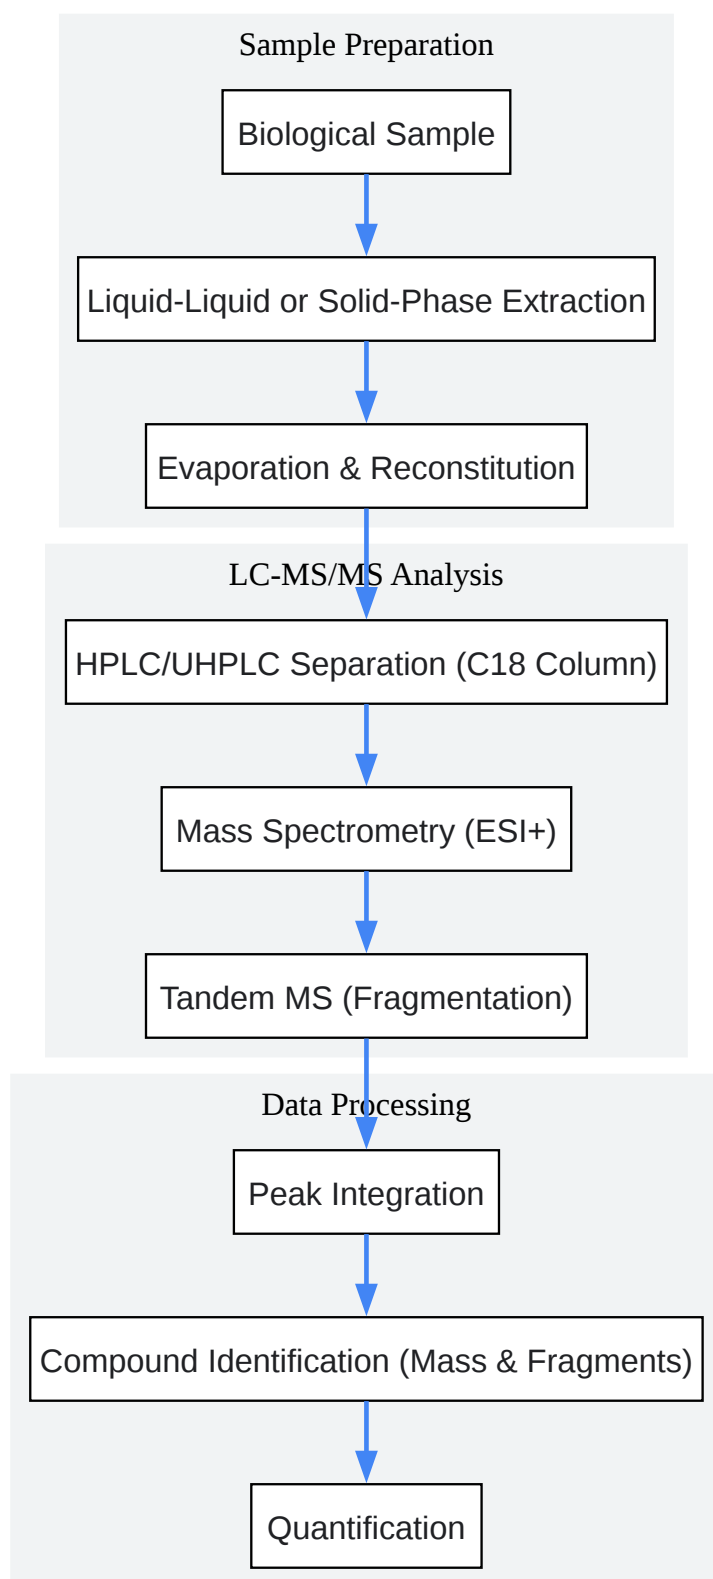 Sample Preparation
Biological Sample
Liquid-Liquid or Solid-Phase Extraction
Evaporation & Reconstitution
LC-MS/MS Analysis
HPLC/UHPLC Separation (C18 Column)
Mass Spectrometry (ESI+)
Tandem MS (Fragmentation)
Data Processing
Peak Integration
Compound Identification (Mass & Fragments)
Quantification